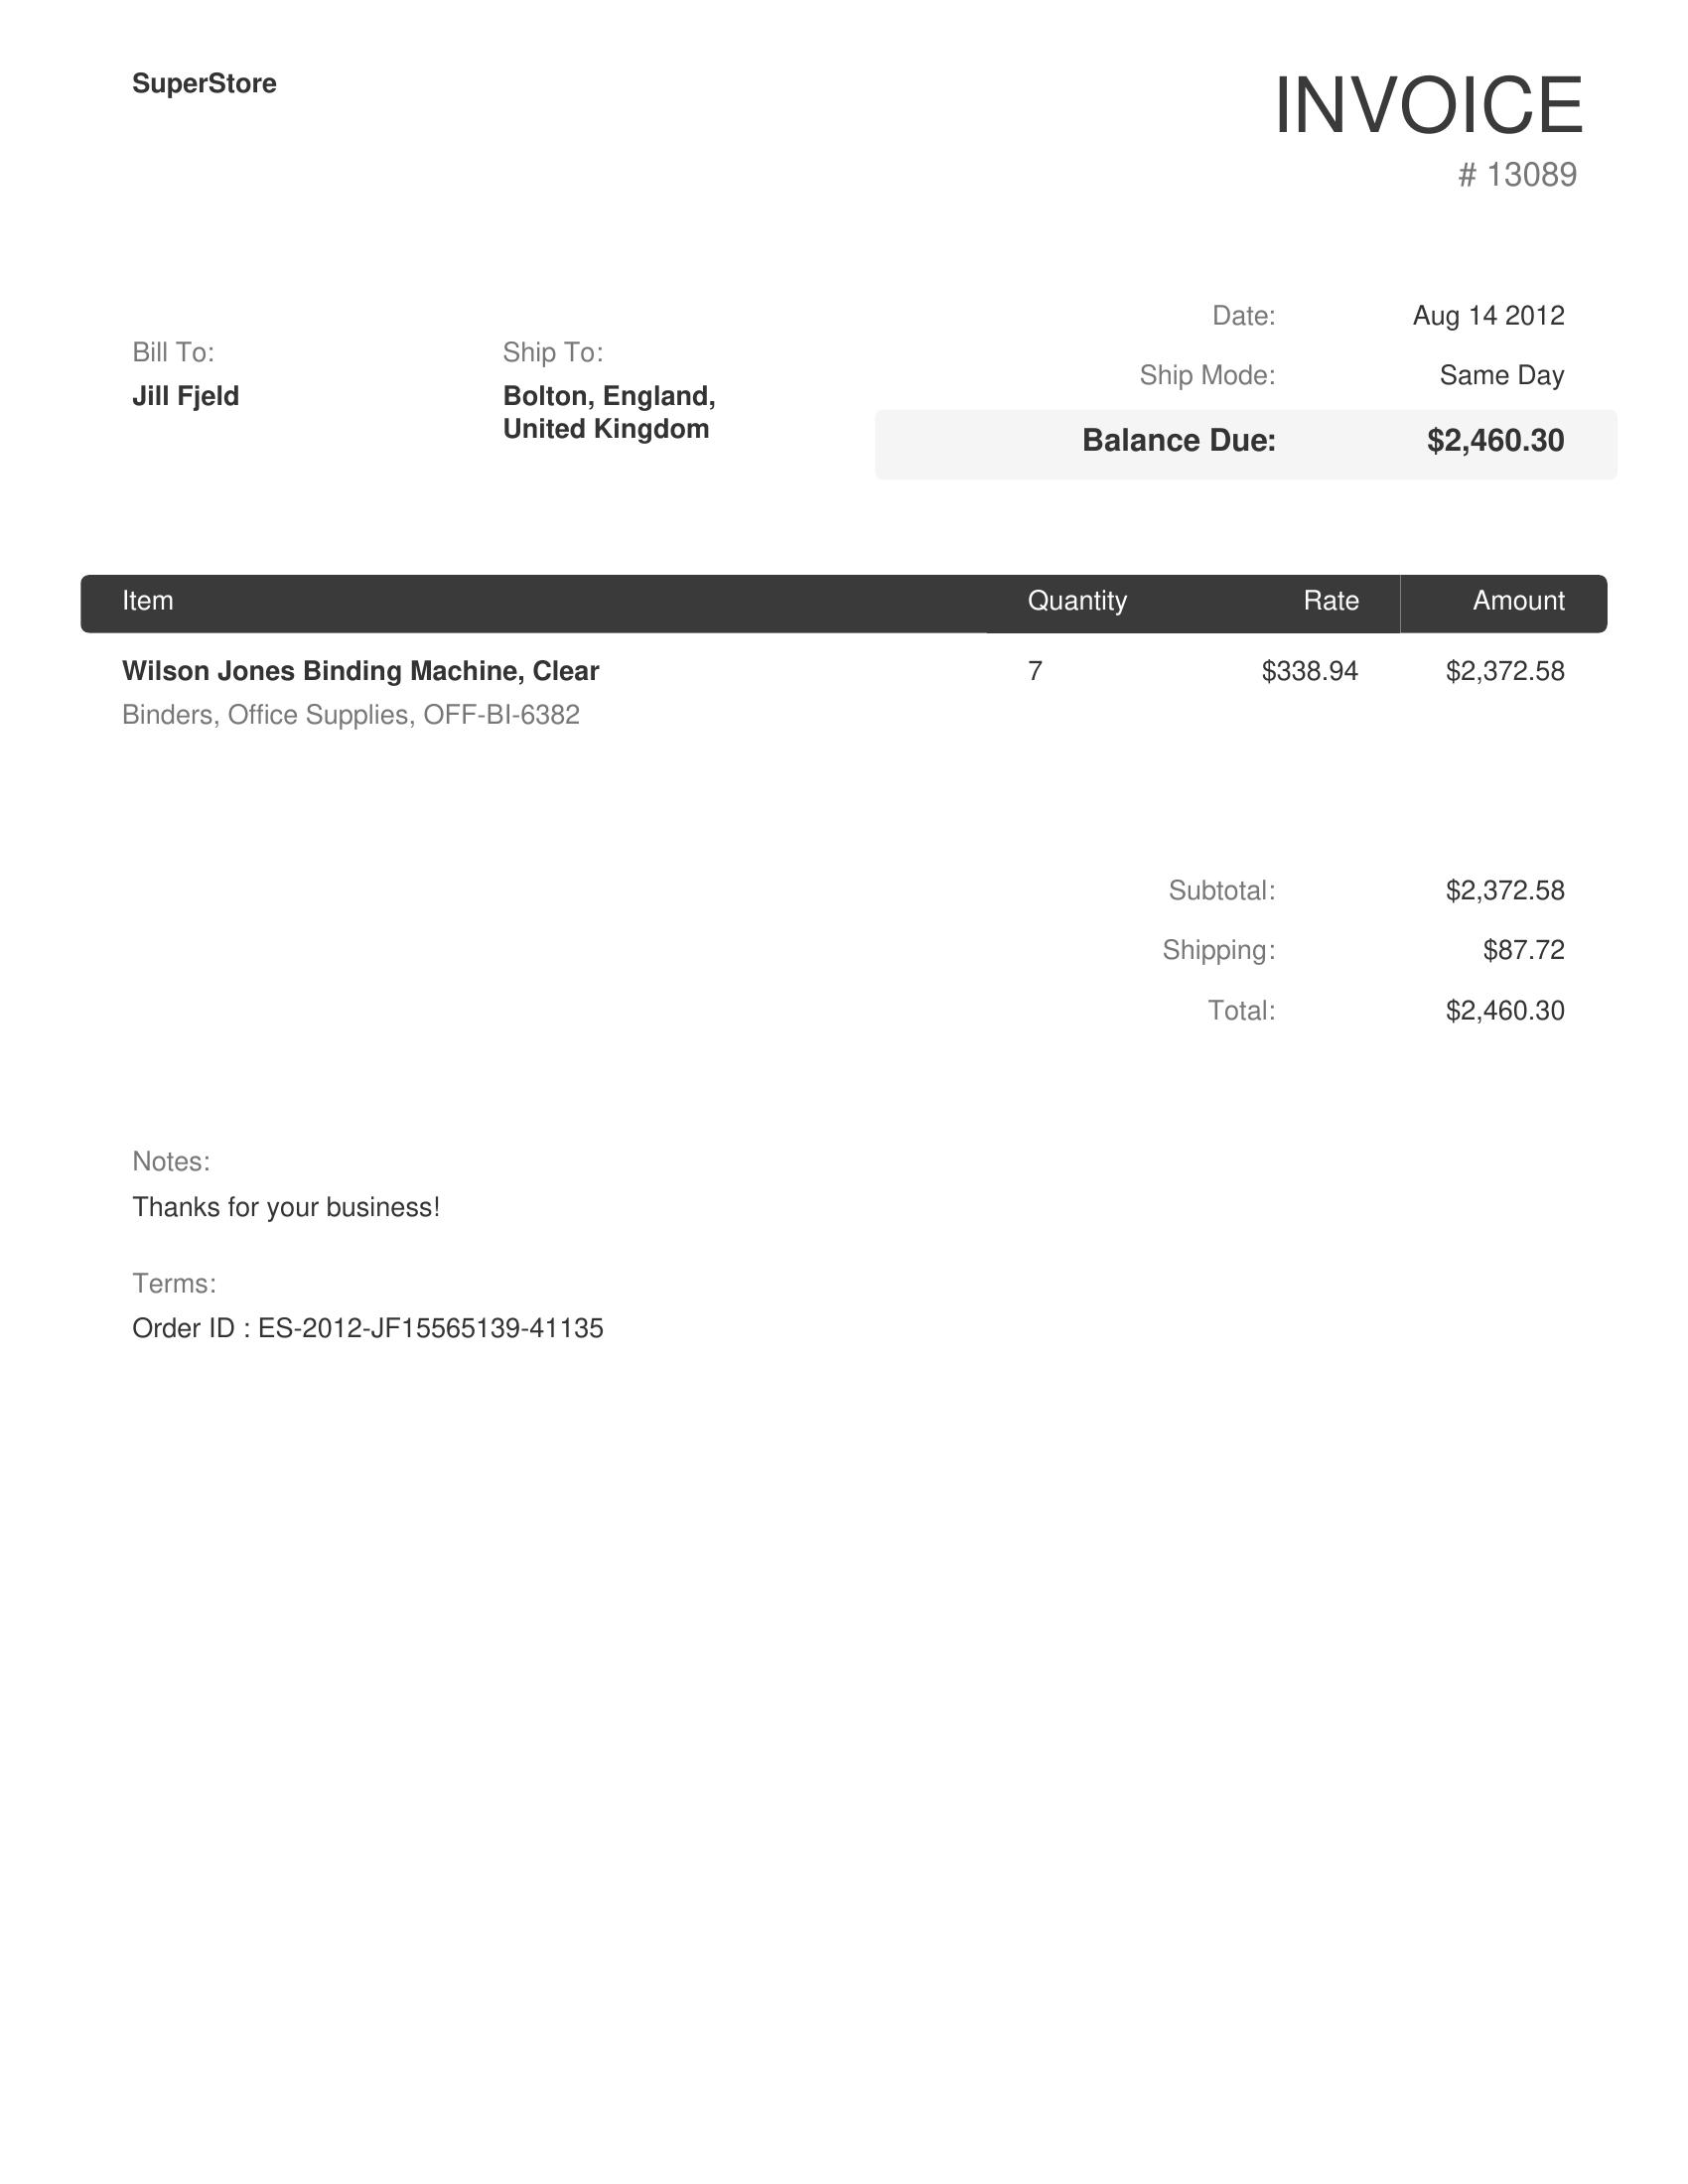 SuperStore
INVOICE
# 13089
Date: Aug 14 2012
Ship Mode: Same Day
Balance Due: $2,460.30
Bill To:
Jill Fjeld
Ship To:
Bolton, England,
United Kingdom
Item Quantity Rate Amount
Wilson Jones Binding Machine, Clear 7 $338.94 $2,372.58
Binders, Office Supplies, OFF-BI-6382
Subtotal: $2,372.58
Shipping: $87.72
Total: $2,460.30
Notes:
Thanks for your business!
Terms:
Order ID : ES-2012-JF15565139-41135